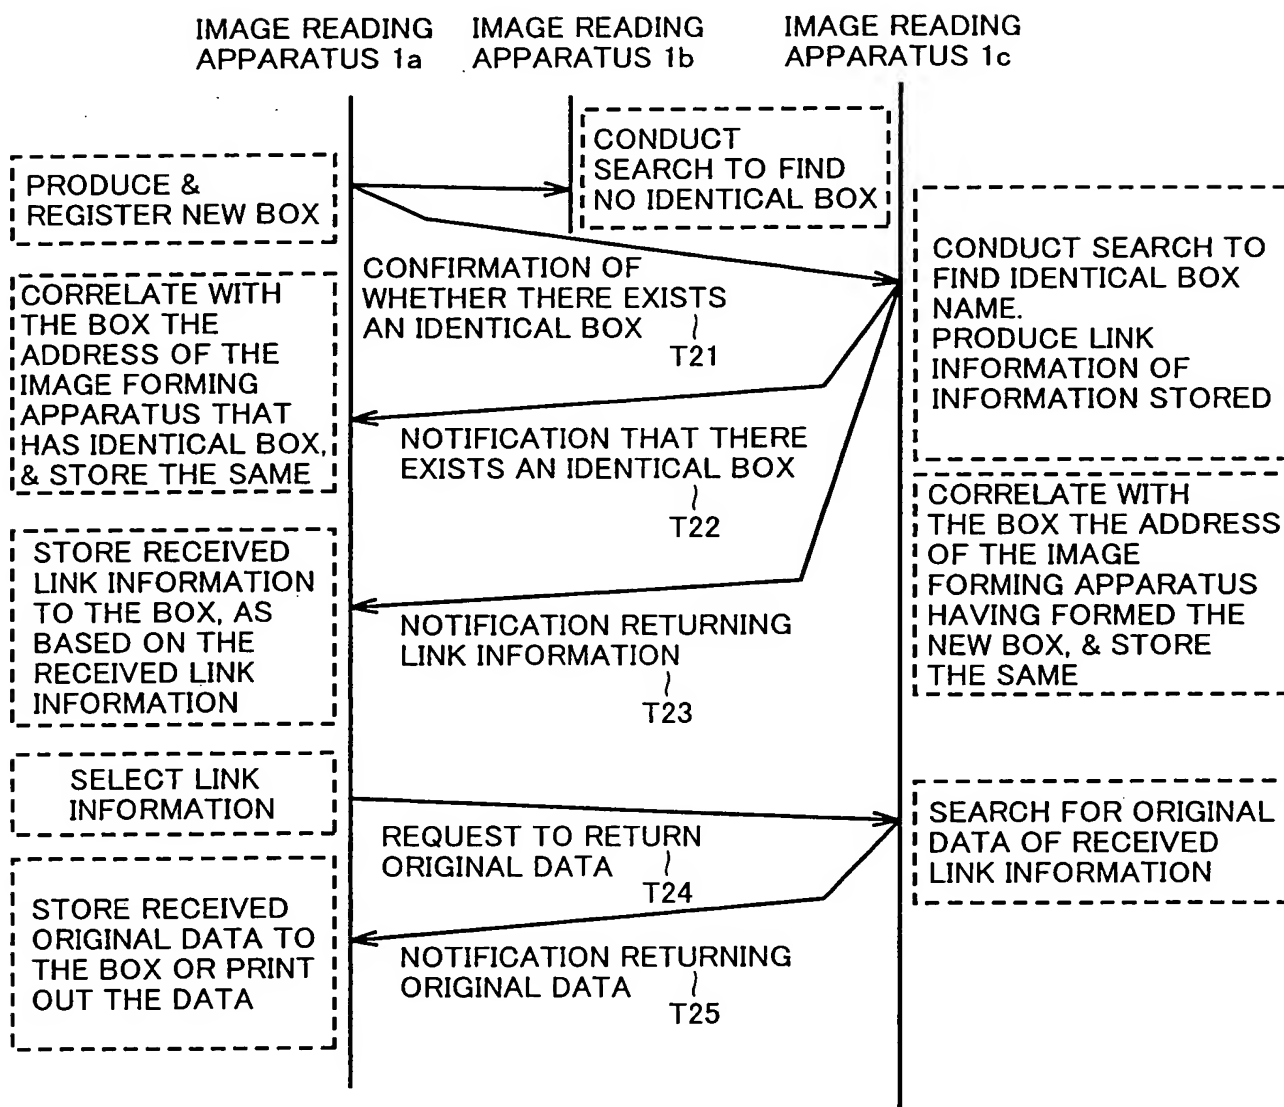 IMAGE READING
APPARATUS 1a
IMAGE READING
APPARATUS 1b
IMAGE READING
APPARATUS 1c
CONDUCT
SEARCH TO FIND
NO IDENTICAL BOX
PRODUCE &
REGISTER NEW BOX
CONFIRMATION OF
WHETHER THERE EXISTS
AN IDENTICAL BOX
T21
CONDUCT SEARCH TO
FIND IDENTICAL BOX
NAME.
PRODUCE LINK
INFORMATION OF
INFORMATION STORED
CORRELATE WITH
THE BOX THE
ADDRESS OF THE
IMAGE FORMING
APPARATUS THAT
HAS IDENTICAL BOX,
& STORE THE SAME
NOTIFICATION THAT THERE
EXISTS AN IDENTICAL BOX
T22
CORRELATE WITH
THE BOX THE ADDRESS
OF THE IMAGE
FORMING APPARATUS
HAVING FORMED THE
NEW BOX, & STORE
THE SAME
STORE RECEIVED
LINK INFORMATION
TO THE BOX, AS
BASED ON THE
RECEIVED LINK
INFORMATION
NOTIFICATION RETURNING
LINK INFORMATION
T23
SELECT LINK
INFORMATION
REQUEST TO RETURN
ORIGINAL DATA
T24
SEARCH FOR ORIGINAL
DATA OF RECEIVED
LINK INFORMATION
STORE RECEIVED
ORIGINAL DATA TO
THE BOX OR PRINT
OUT THE DATA
NOTIFICATION RETURNING
ORIGINAL DATA
T25